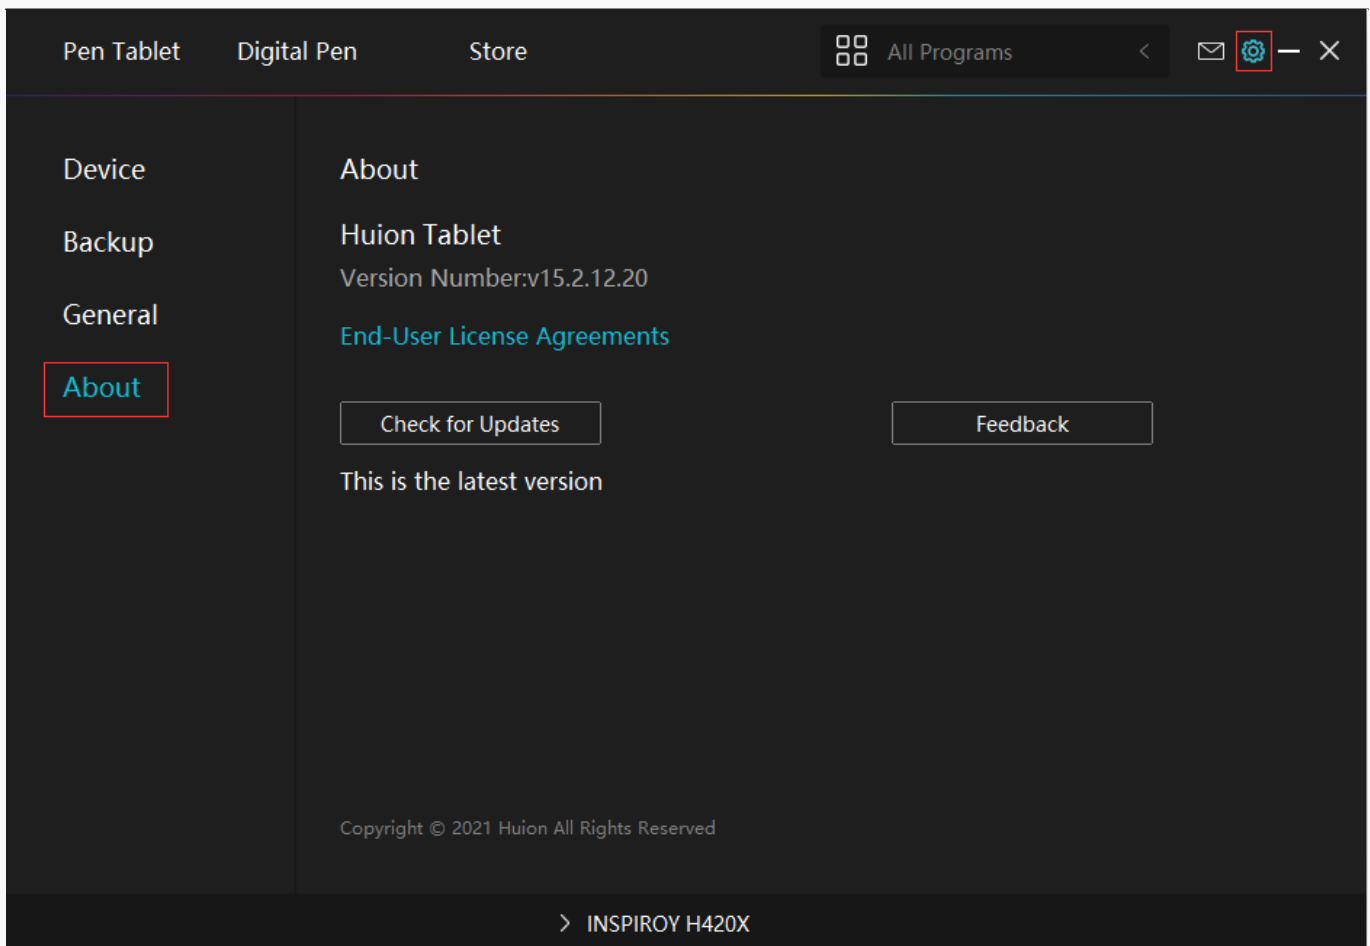 Pen Tablet Digital Pen Store All Programs
Device
Backup
General
About
About
Huion Tablet
Version Number:v15.2.12.20
End-User License Agreements
Check for Updates Feedback
This is the latest version
Copyright © 2021 Huion All Rights Reserved
INSPIROY H420X